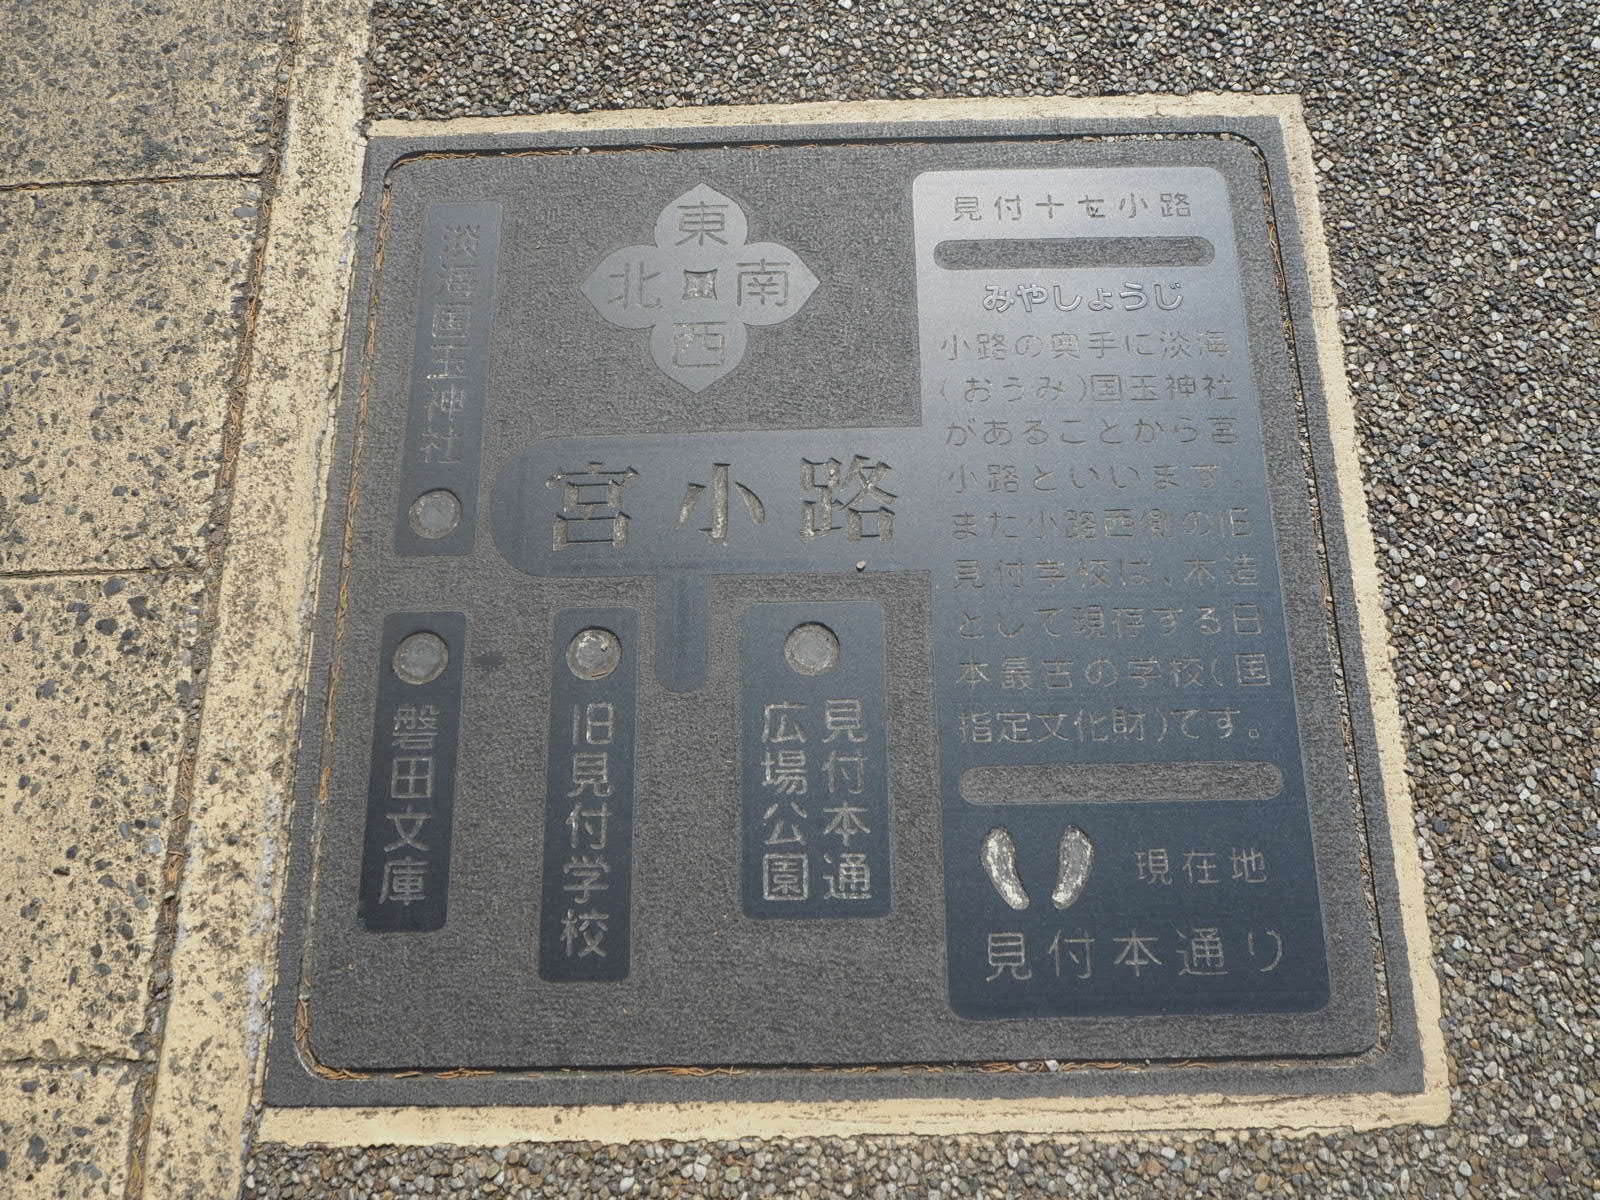 淡海国玉神社
東
北 南
西
宮小路
磐田文庫
旧見付学校
見付本通
広場公園
見付十七小路
みやしょうじ
小路の奥手に淡海
(おうみ)国玉神社
があることから宮
小路といいます。
また小路西側の旧
見付学校は、木造
として現存する日
本最古の学校(国
指定文化財)です。
現在地
見付本通り